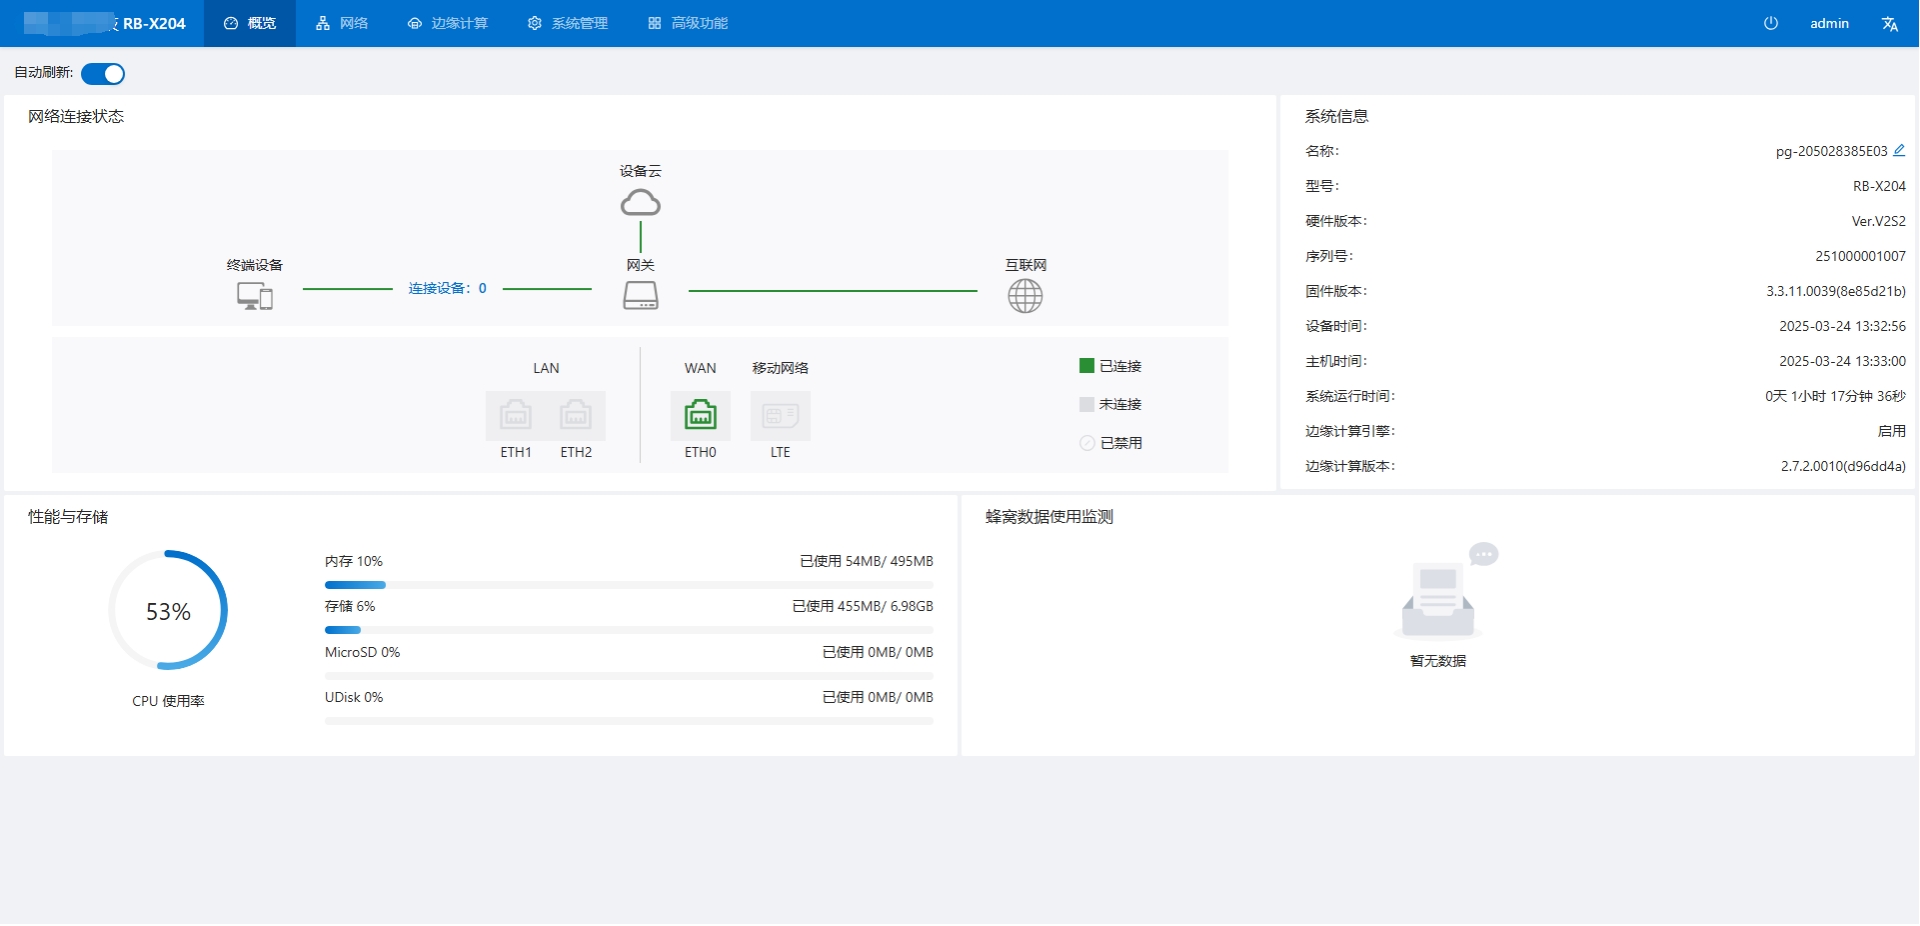 RB-X204 概览 网络 边缘计算 系统管理 高级功能 admin
自动刷新:
网络连接状态
设备云
终端设备
网关
互联网
连接设备：0
LAN
WAN
移动网络
ETH1
ETH2
ETH0
LTE
已连接
未连接
已禁用
系统信息
名称： pg-205028385E03
型号： RB-X204
硬件版本： Ver.V2S2
序列号： 251000001007
固件版本： 3.3.11.0039(8e85d21b)
设备时间： 2025-03-24 13:32:56
主机时间： 2025-03-24 13:33:00
系统运行时间： 0天 1小时 17分钟 36秒
边缘计算引擎： 启用
边缘计算版本： 2.7.2.0010(d96dd4a)
性能与存储
53%
CPU 使用率
内存 10% 已使用 54MB/ 495MB
存储 6% 已使用 455MB/ 6.98GB
MicroSD 0% 已使用 0MB/ 0MB
UDisk 0% 已使用 0MB/ 0MB
蜂窝数据使用监测
暂无数据